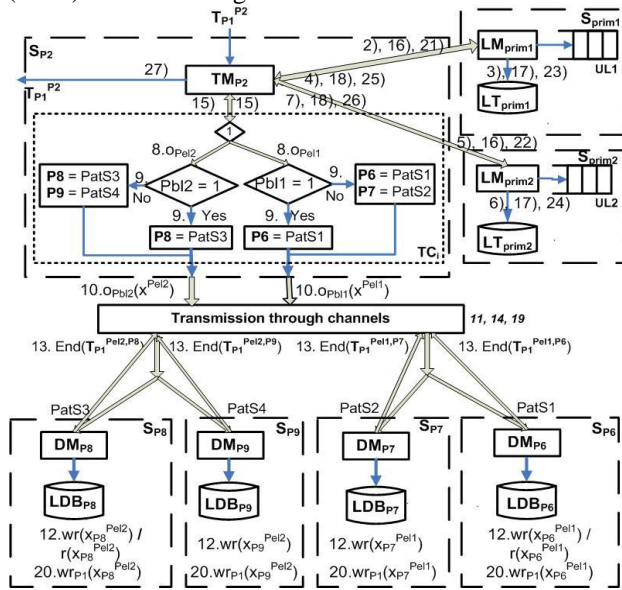 T_P1^P2
S_P2
S_prim1
2), 16), 21)
LM_prim1
27)
TM_P2
4), 18), 25)
3), 17), 23)
UL1
T_P1^P2
15)
15)
7), 18), 26)
LT_prim1
1
5), 16), 22)
S_prim2
8.o_Pel2
8.o_Pel1
P8 = PatS3
P9 = PatS4
9.
No
Pbl2 = 1
Pbl1 = 1
9.
No
P6 = PatS1
P7 = PatS2
LM_prim2
6), 17), 24)
UL2
9.
Yes
9.
Yes
P8 = PatS3
P6 = PatS1
LT_prim2
TC_i
10.o_Pbl2(x^Pel2)
10.o_Pbl1(x^Pel1)
Transmission through channels
11, 14, 19
13. End(T_P1^Pel2,P8)
13. End(T_P1^Pel2,P9)
13. End(T_P1^Pel1,P7)
13. End(T_P1^Pel1,P6)
PatS3
PatS4
PatS2
PatS1
S_P8
S_P9
S_P7
S_P6
DM_P8
DM_P9
DM_P7
DM_P6
LDB_P8
LDB_P9
LDB_P7
LDB_P6
12.wr(x_P8^Pel2) /
r(x_P8^Pel2)
20.wr_P1(x_P8^Pel2)
12.wr(x_P9^Pel2)
20.wr_P1(x_P9^Pel2)
12.wr(x_P7^Pel1)
20.wr_P1(x_P7^Pel1)
12.wr(x_P6^Pel1) /
r(x_P6^Pel1)
20.wr_P1(x_P6^Pel1)